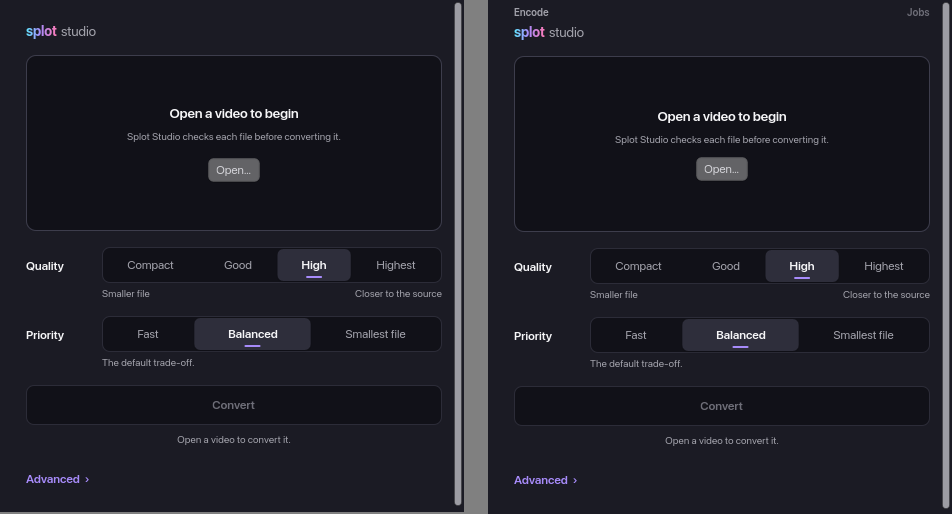 splot studio
Open a video to begin
Splot Studio checks each file before converting it.
Open...
Quality
Compact
Good
High
Highest
Smaller file
Closer to the source
Priority
Fast
Balanced
Smallest file
The default trade-off.
Convert
Open a video to convert it.
Advanced ›
Encode
Jobs
splot studio
Open a video to begin
Splot Studio checks each file before converting it.
Open...
Quality
Compact
Good
High
Highest
Smaller file
Closer to the source
Priority
Fast
Balanced
Smallest file
The default trade-off.
Convert
Open a video to convert it.
Advanced ›